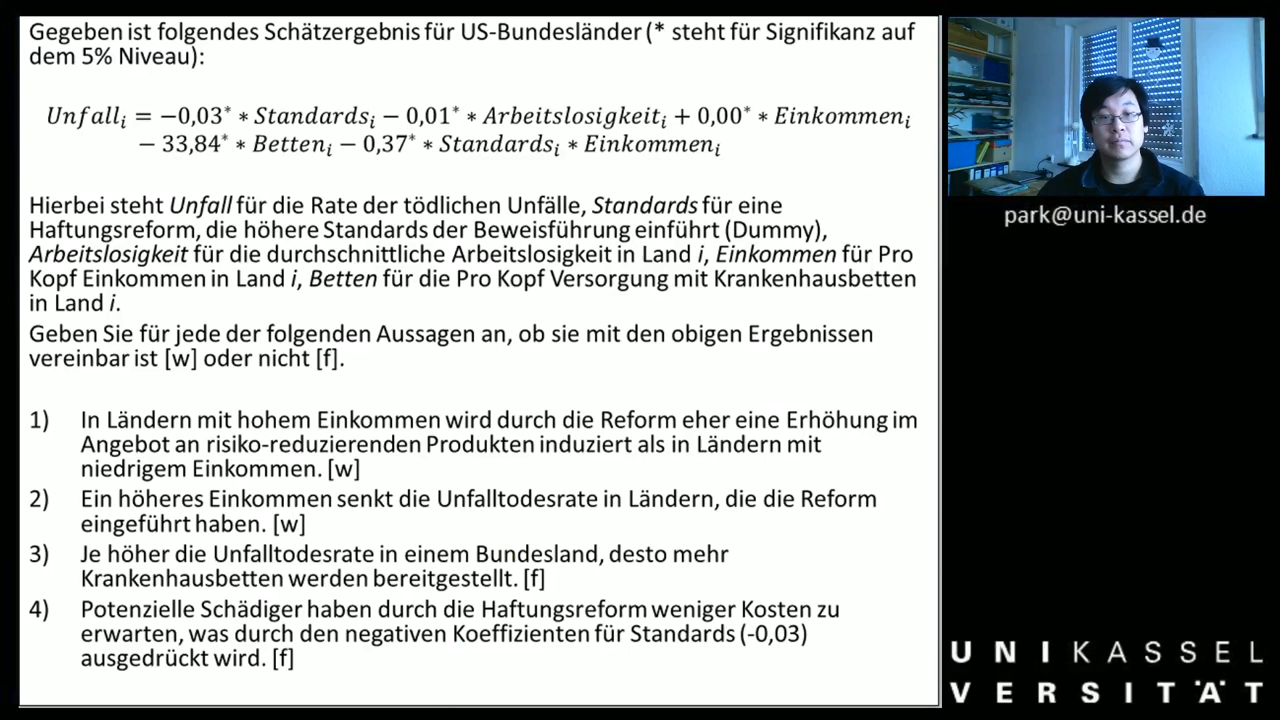 Gegeben ist folgendes Schätzergebnis für US-Bundesländer (* steht für Signifikanz auf
dem 5% Niveau):
Unfall_i = −0,03* ∗ Standards_i − 0,01* ∗ Arbeitslosigkeit_i + 0,00* ∗ Einkommen_i
− 33,84* ∗ Betten_i − 0,37* ∗ Standards_i ∗ Einkommen_i
Hierbei steht Unfall für die Rate der tödlichen Unfälle, Standards für eine
Haftungsreform, die höhere Standards der Beweisführung einführt (Dummy),
Arbeitslosigkeit für die durchschnittliche Arbeitslosigkeit in Land i, Einkommen für Pro
Kopf Einkommen in Land i, Betten für die Pro Kopf Versorgung mit Krankenhausbetten
in Land i.
Geben Sie für jede der folgenden Aussagen an, ob sie mit den obigen Ergebnissen
vereinbar ist [w] oder nicht [f].
1) In Ländern mit hohem Einkommen wird durch die Reform eher eine Erhöhung im
Angebot an risiko-reduzierenden Produkten induziert als in Ländern mit
niedrigem Einkommen. [w]
2) Ein höheres Einkommen senkt die Unfalltodesrate in Ländern, die die Reform
eingeführt haben. [w]
3) Je höher die Unfalltodesrate in einem Bundesland, desto mehr
Krankenhausbetten werden bereitgestellt. [f]
4) Potenzielle Schädiger haben durch die Haftungsreform weniger Kosten zu
erwarten, was durch den negativen Koeffizienten für Standards (-0,03)
ausgedrückt wird. [f]
park@uni-kassel.de
UNIKASSEL
VERSITÄT